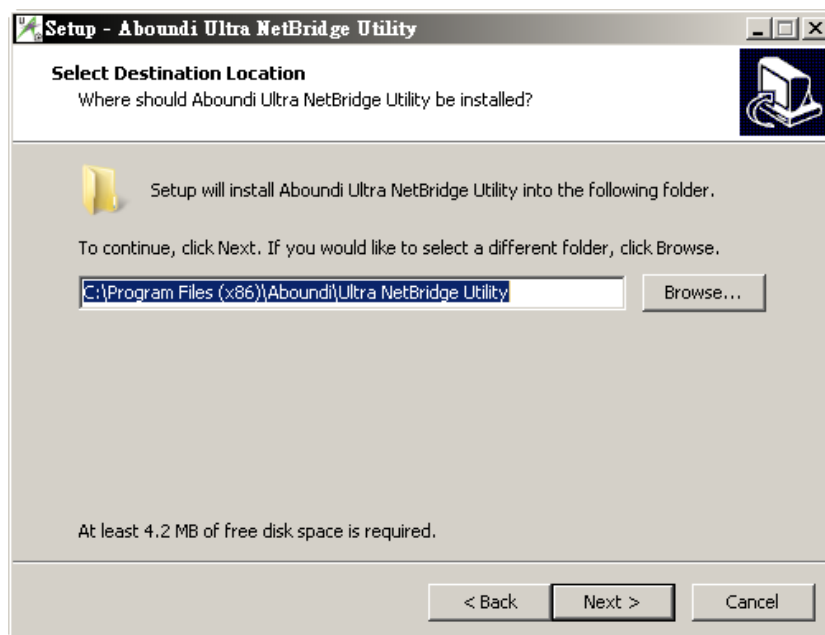 Setup - Aboundi Ultra NetBridge Utility
Select Destination Location
Where should Aboundi Ultra NetBridge Utility be installed?
Setup will install Aboundi Ultra NetBridge Utility into the following folder.
To continue, click Next. If you would like to select a different folder, click Browse.
C:\Program Files (x86)\Aboundi\Ultra NetBridge Utility
Browse...
At least 4.2 MB of free disk space is required.
< Back Next > Cancel